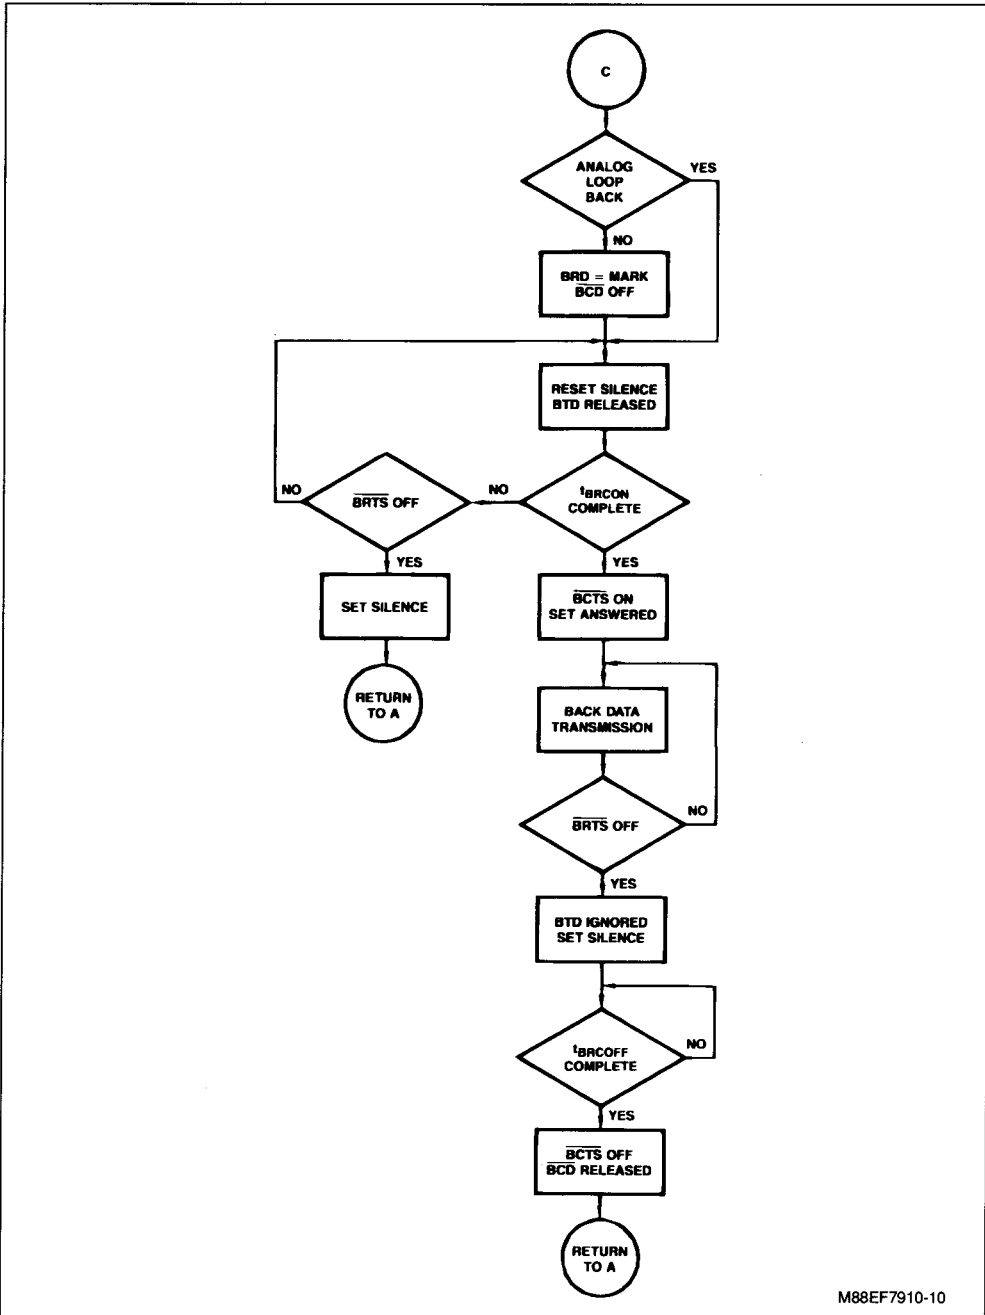 C
ANALOG
LOOP
BACK
YES
NO
BRD = MARK
BCD OFF
RESET SILENCE
BTD RELEASED
NO
BRTS OFF
NO
tBRCON
COMPLETE
YES
YES
SET SILENCE
BCTS ON
SET ANSWERED
RETURN
TO A
BACK DATA
TRANSMISSION
BRTS OFF
NO
YES
BTD IGNORED
SET SILENCE
tBRCOFF
COMPLETE
NO
YES
BCTS OFF
BCD RELEASED
RETURN
TO A
M88EF7910-10